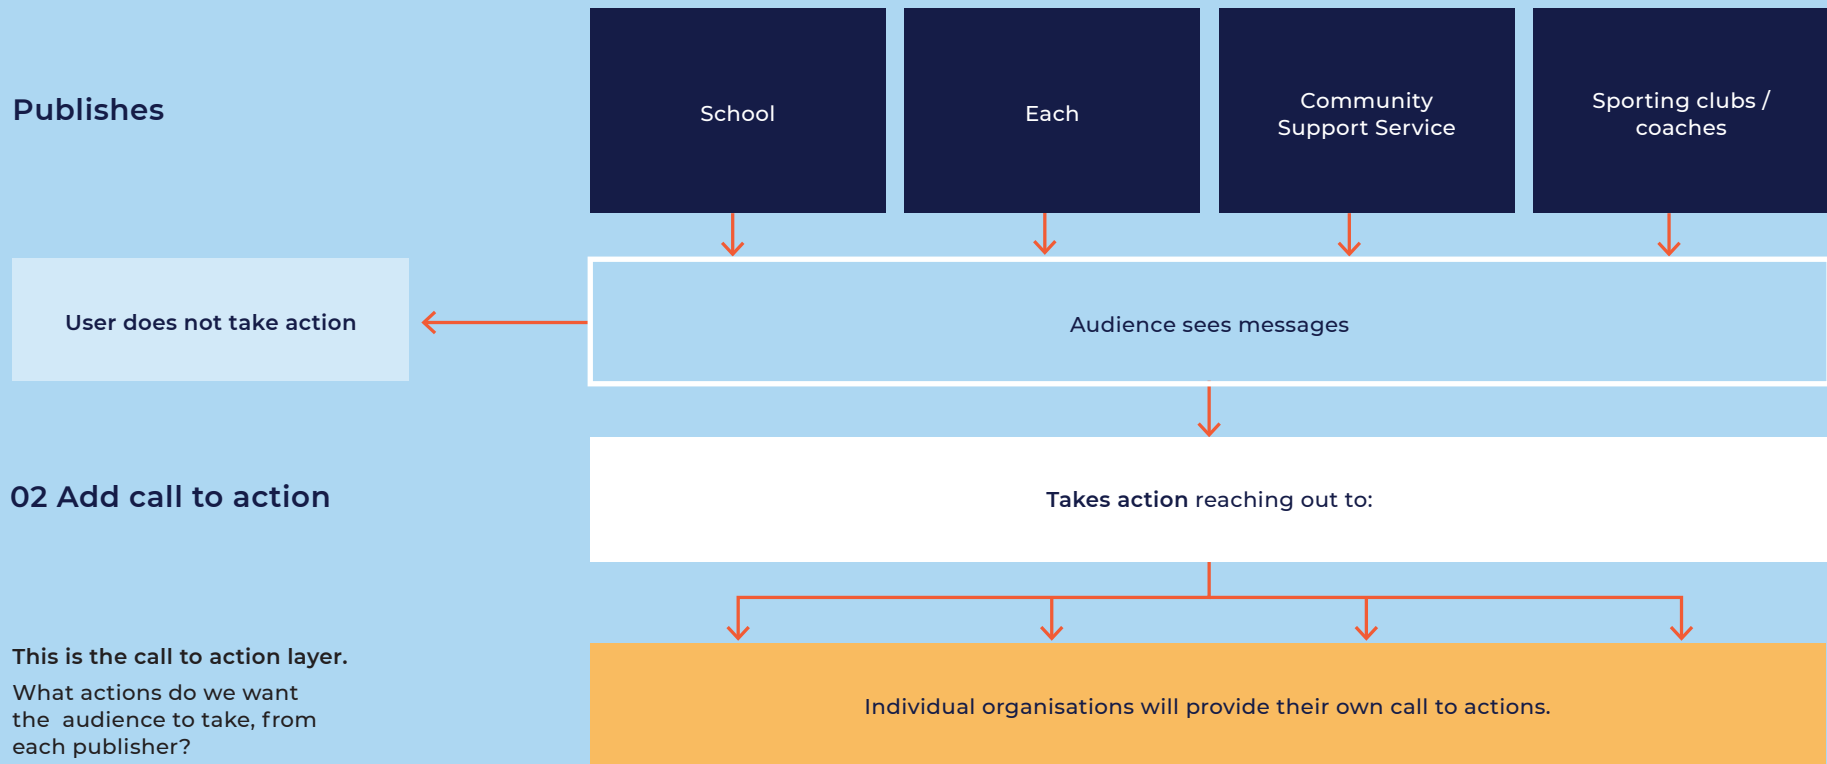 Publishes
School
Each
Community
Support Service
Sporting clubs /
coaches
User does not take action
Audience sees messages
02 Add call to action
Takes action reaching out to:
This is the call to action layer.
What actions do we want
the audience to take, from
each publisher?
Individual organisations will provide their own call to actions.